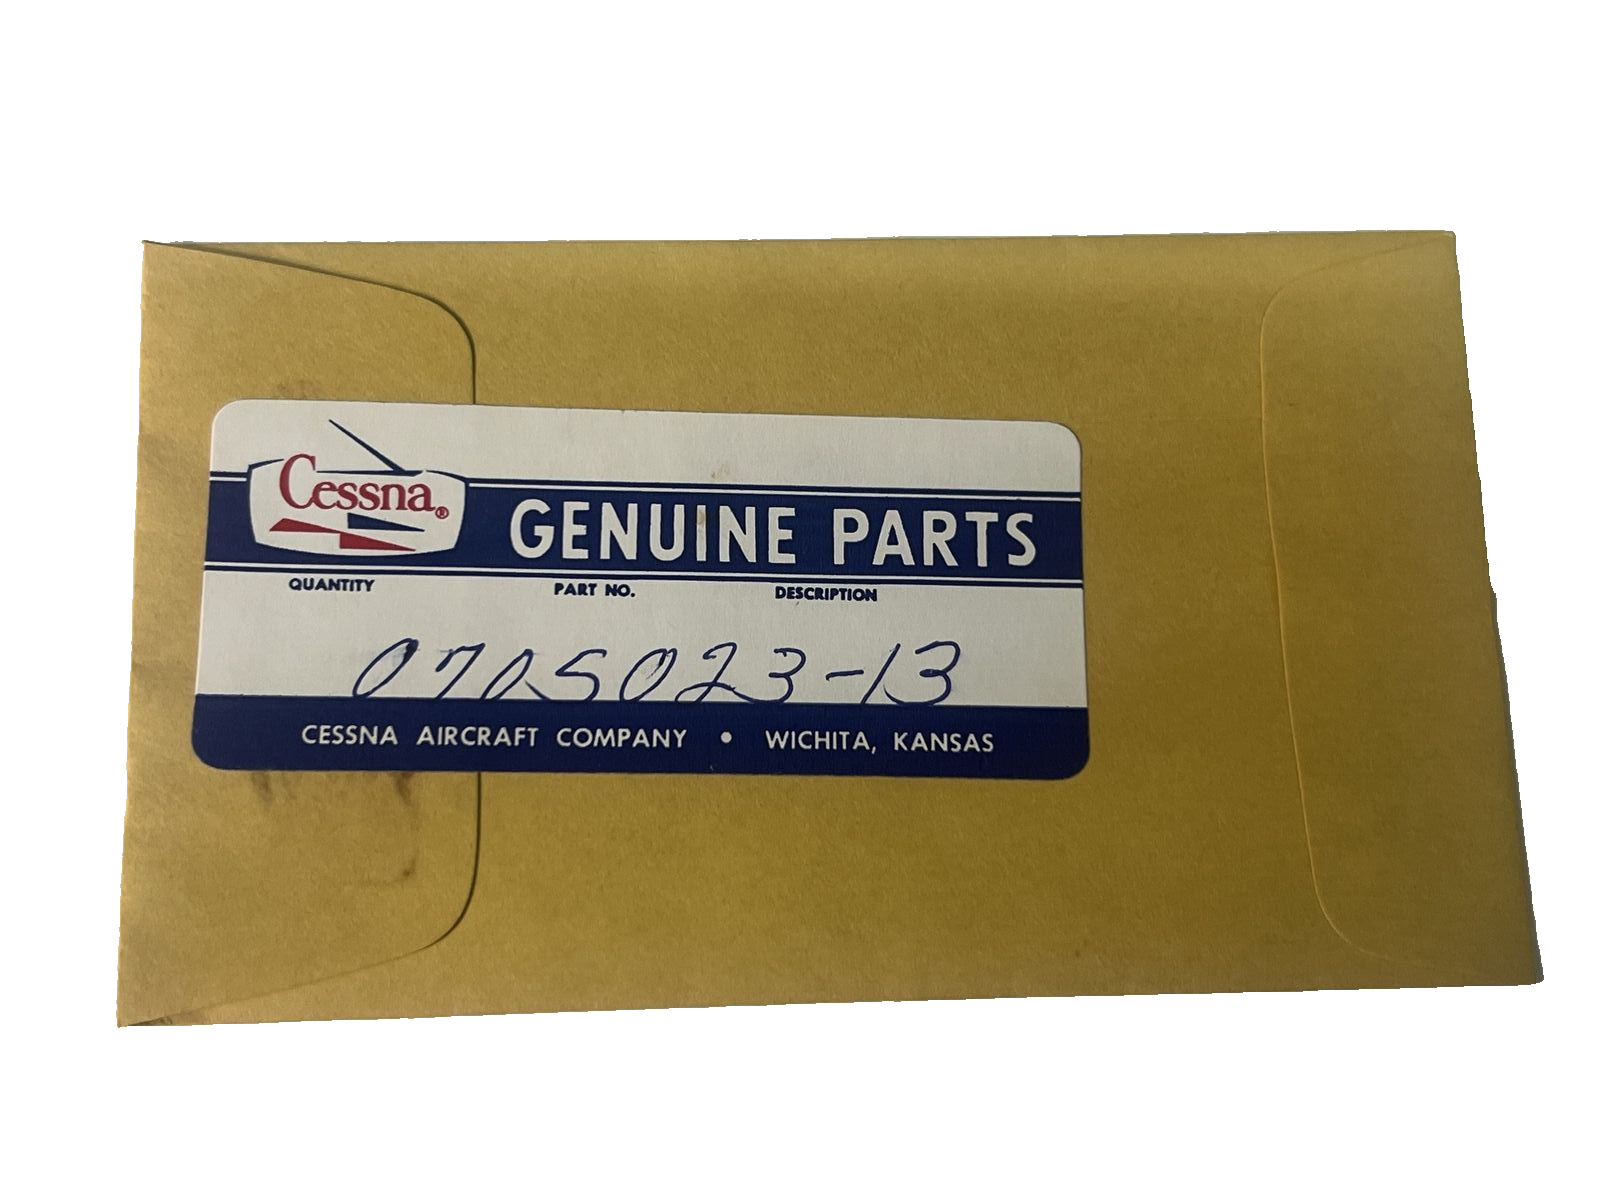 Cessna®
GENUINE PARTS
QUANTITY PART NO. DESCRIPTION
0705023-13
CESSNA AIRCRAFT COMPANY • WICHITA, KANSAS